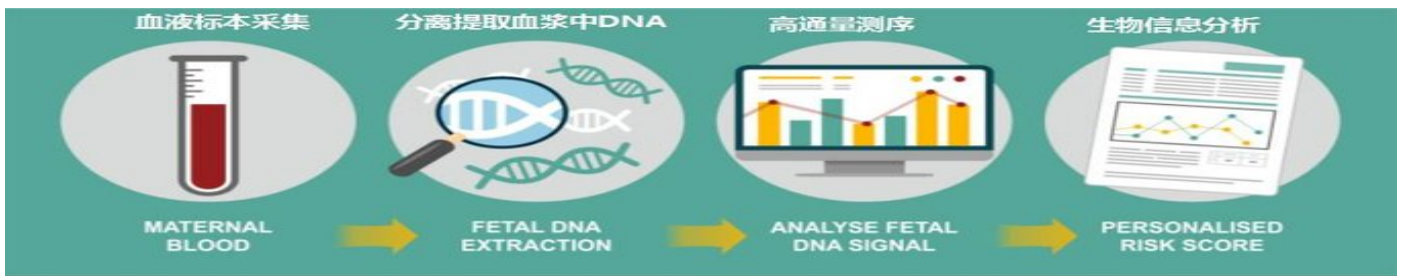 血液标本采集
分离提取血浆中DNA
高通量测序
生物信息分析
MATERNAL
BLOOD
FETAL DNA
EXTRACTION
ANALYSE FETAL
DNA SIGNAL
PERSONALISED
RISK SCORE